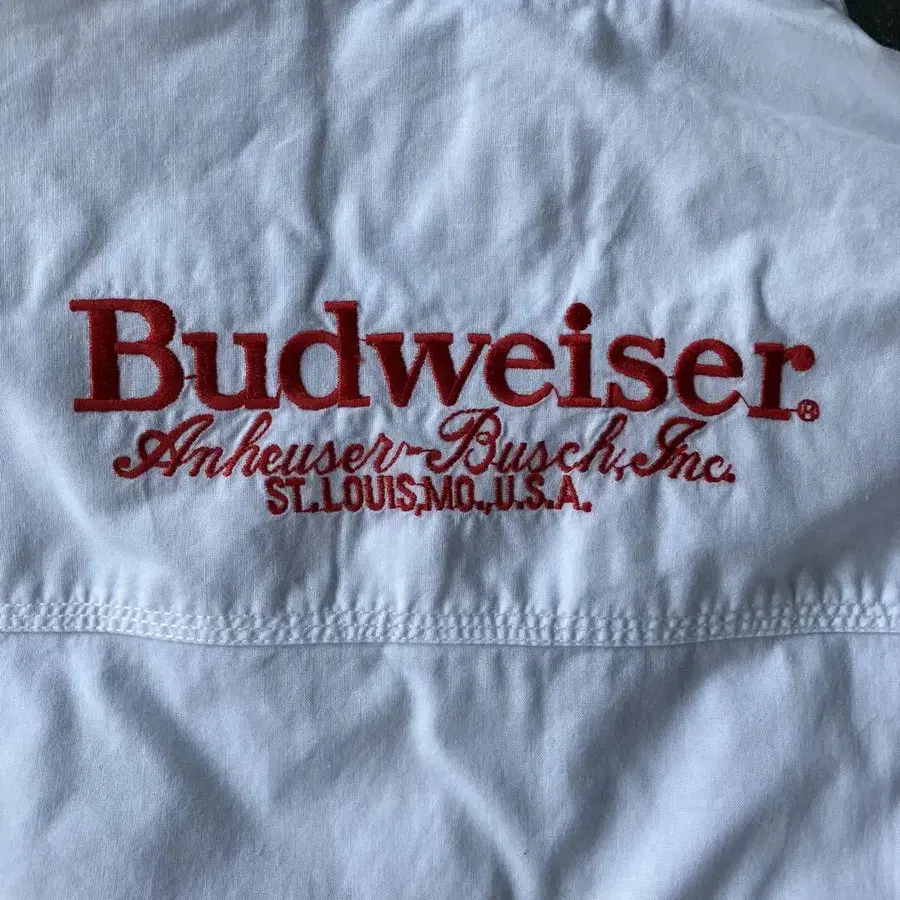 Budweiser®
Anheuser-Busch, Inc.
ST.LOUIS,MO.,U.S.A.